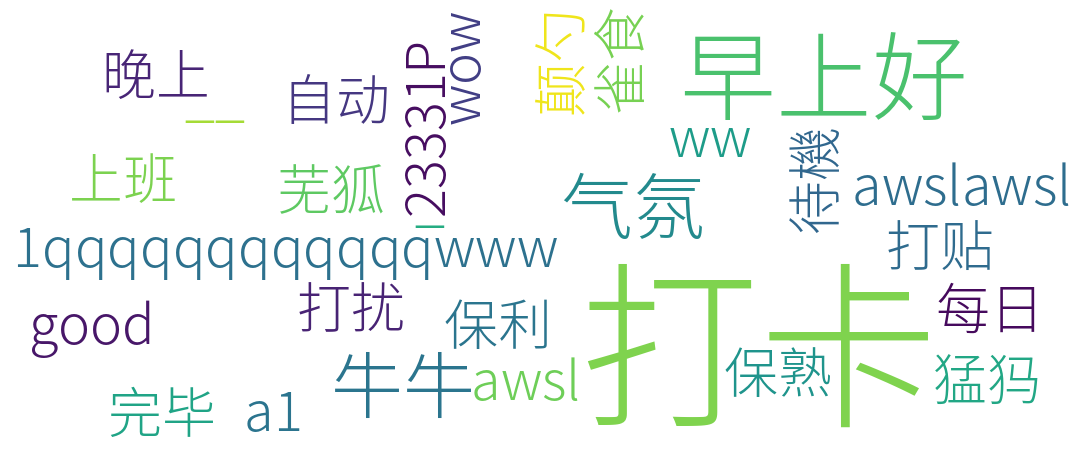 晚上
自动
23331P
wow
颠勺
雀食
早上好
__
上班
芜狐
ww
气氛
待機
awslawsl
打贴
_
1qqqqqqqqqqqqwww
good
打扰
保利
打卡
每日
牛牛
awsl
保熟
猛犸
完毕
a1